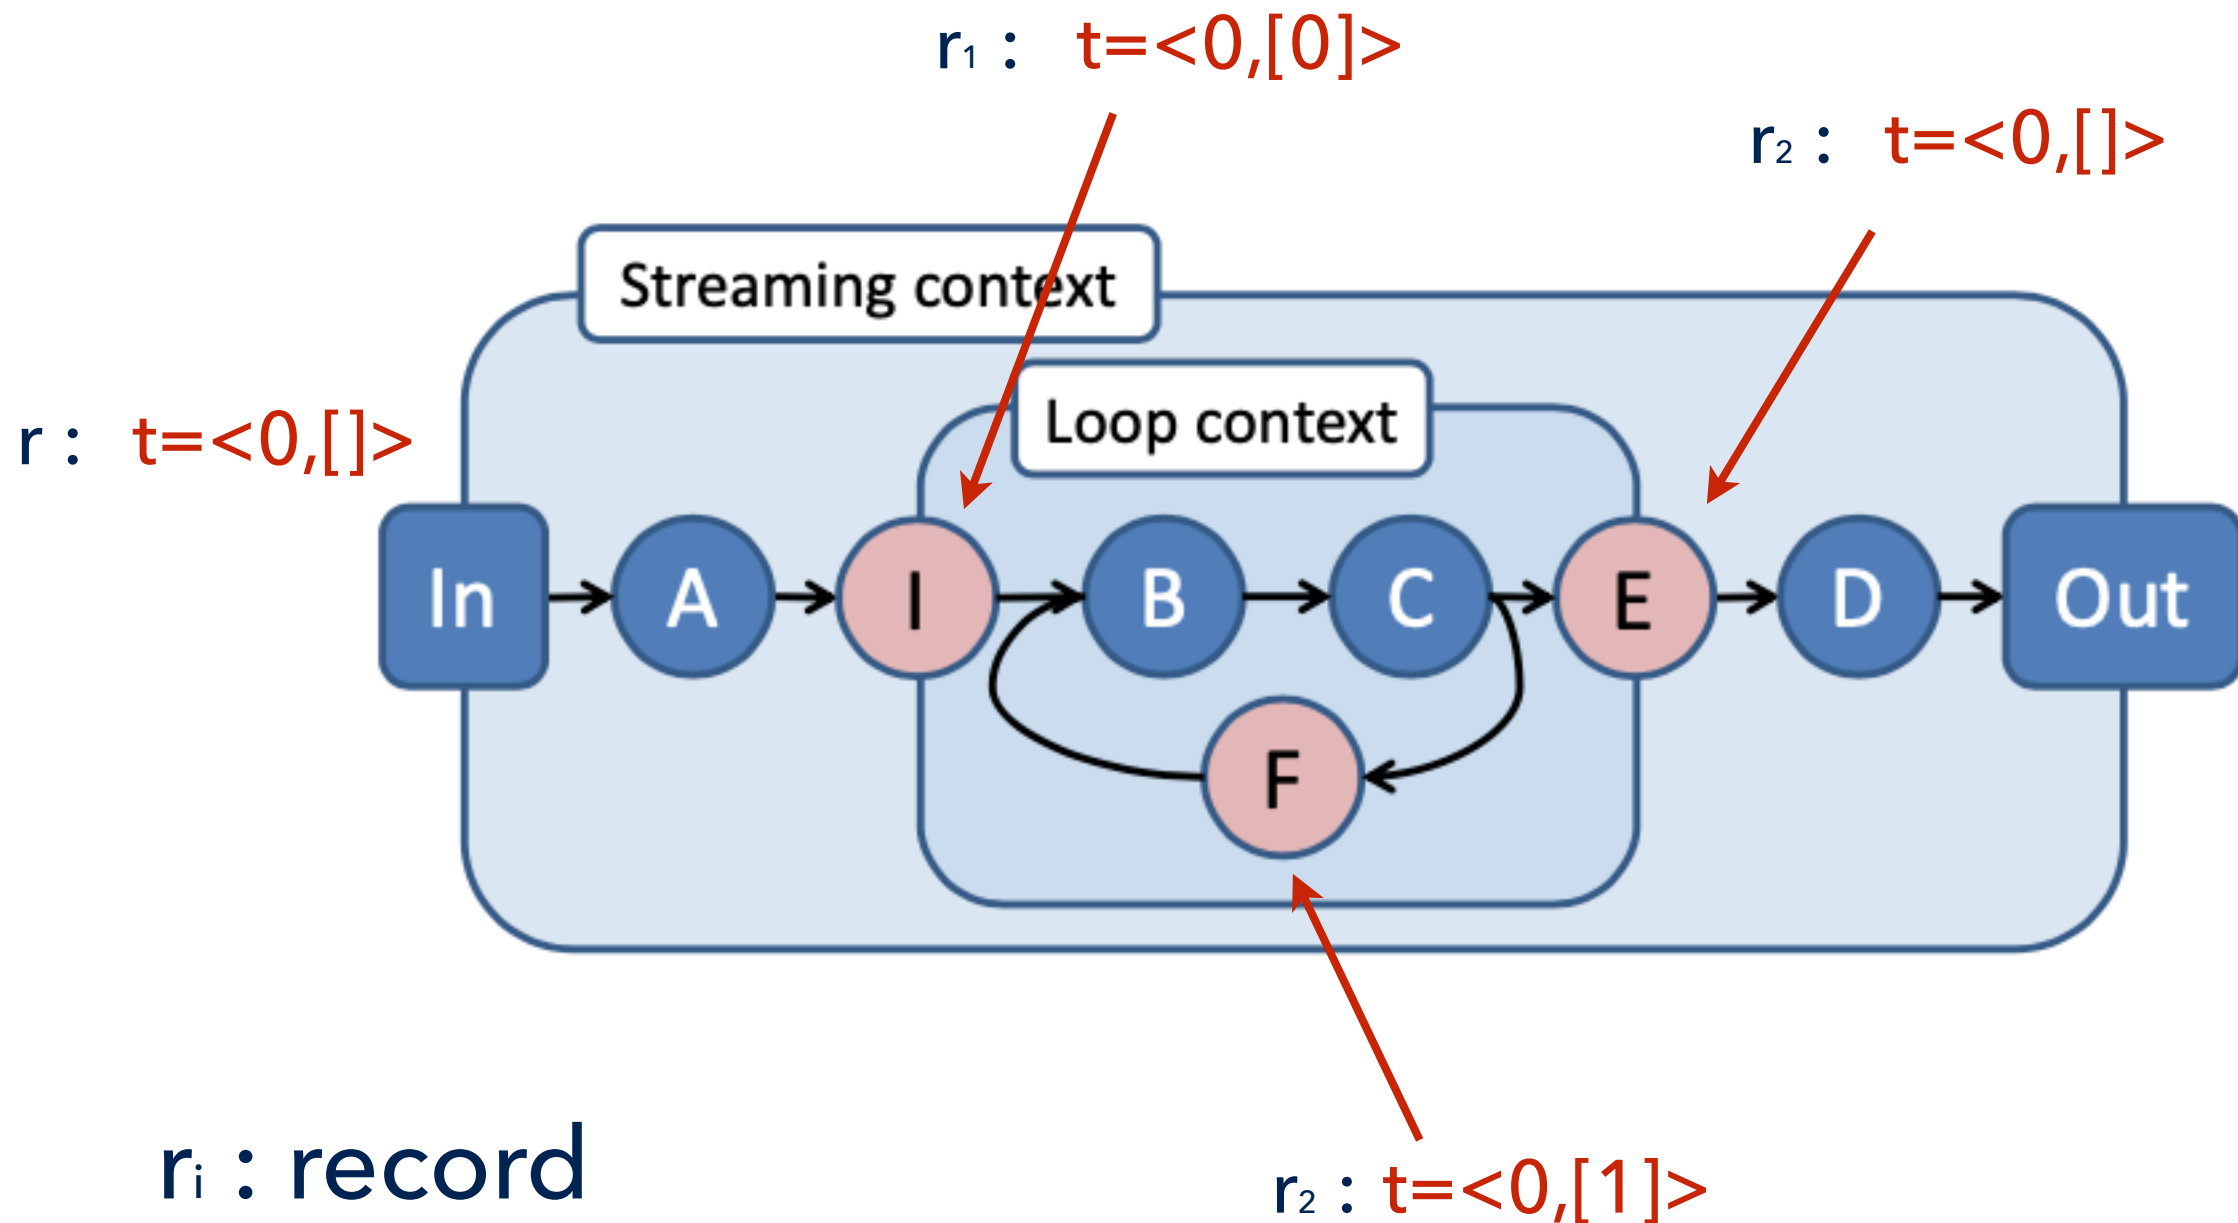 r₁ : t=<0,[0]>
r₂ : t=<0,[]>
Streaming context
Loop context
r : t=<0,[]>
In
A
I
B
C
E
D
Out
F
rᵢ : record
r₂ : t=<0,[1]>